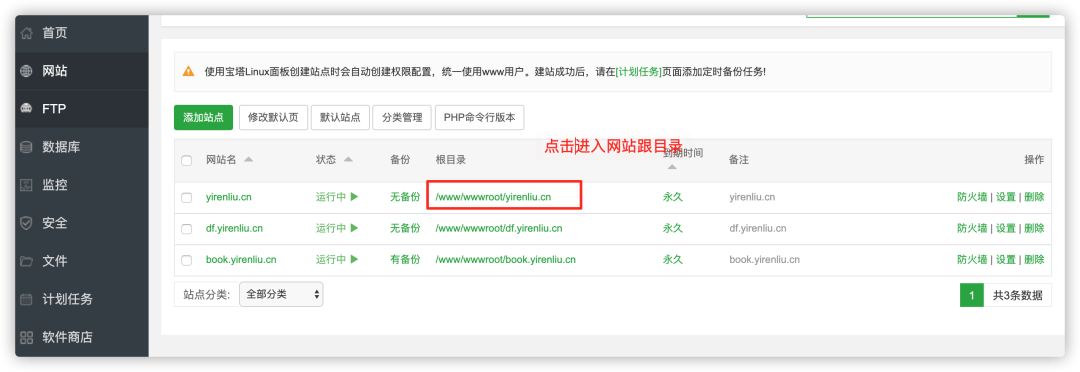 首页
网站
FTP
数据库
监控
安全
文件
计划任务
软件商店
使用宝塔Linux面板创建站点时会自动创建权限配置，统一使用www用户。建站成功后，请在[计划任务]页面添加定时备份任务!
添加站点 修改默认页 默认站点 分类管理 PHP命令行版本
点击进入网站跟目录
网站名 状态 备份 根目录 到期时间 备注 操作
yirenliu.cn 运行中 无备份 /www/wwwroot/yirenliu.cn 永久 yirenliu.cn 防火墙 | 设置 | 删除
df.yirenliu.cn 运行中 无备份 /www/wwwroot/df.yirenliu.cn 永久 df.yirenliu.cn 防火墙 | 设置 | 删除
book.yirenliu.cn 运行中 有备份 /www/wwwroot/book.yirenliu.cn 永久 book.yirenliu.cn 防火墙 | 设置 | 删除
站点分类: 全部分类 1 共3条数据